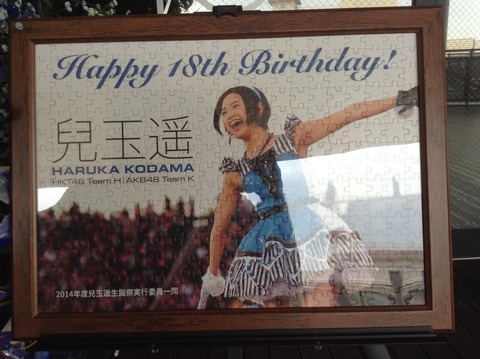 Happy 18th Birthday!
兒玉遥
HARUKA KODAMA
HKT48 Team H | AKB48 Team K
2014年度兒玉遥生誕祭実行委員一同